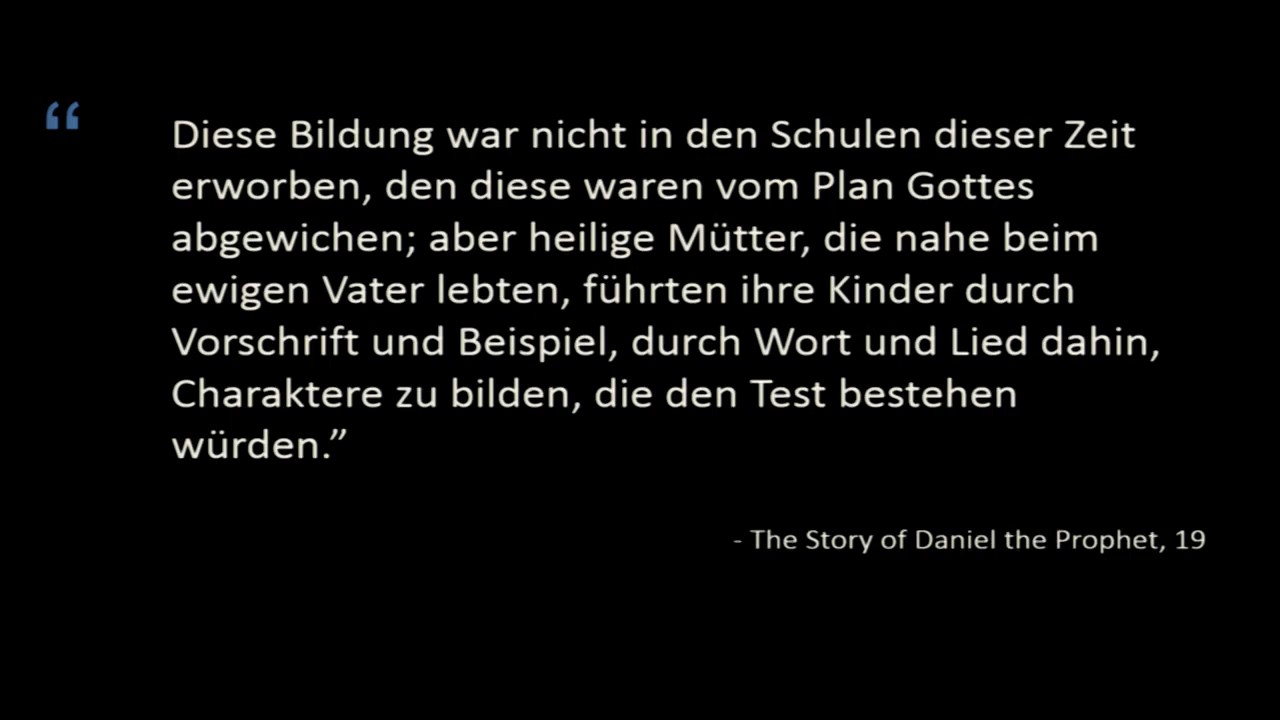 “
Diese Bildung war nicht in den Schulen dieser Zeit
erworben, den diese waren vom Plan Gottes
abgewichen; aber heilige Mütter, die nahe beim
ewigen Vater lebten, führten ihre Kinder durch
Vorschrift und Beispiel, durch Wort und Lied dahin,
Charaktere zu bilden, die den Test bestehen
würden.”
- The Story of Daniel the Prophet, 19